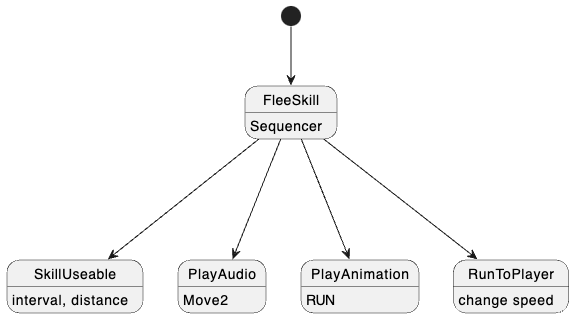 FleeSkill
Sequencer
SkillUseable
interval, distance
PlayAudio
Move2
PlayAnimation
RUN
RunToPlayer
change speed